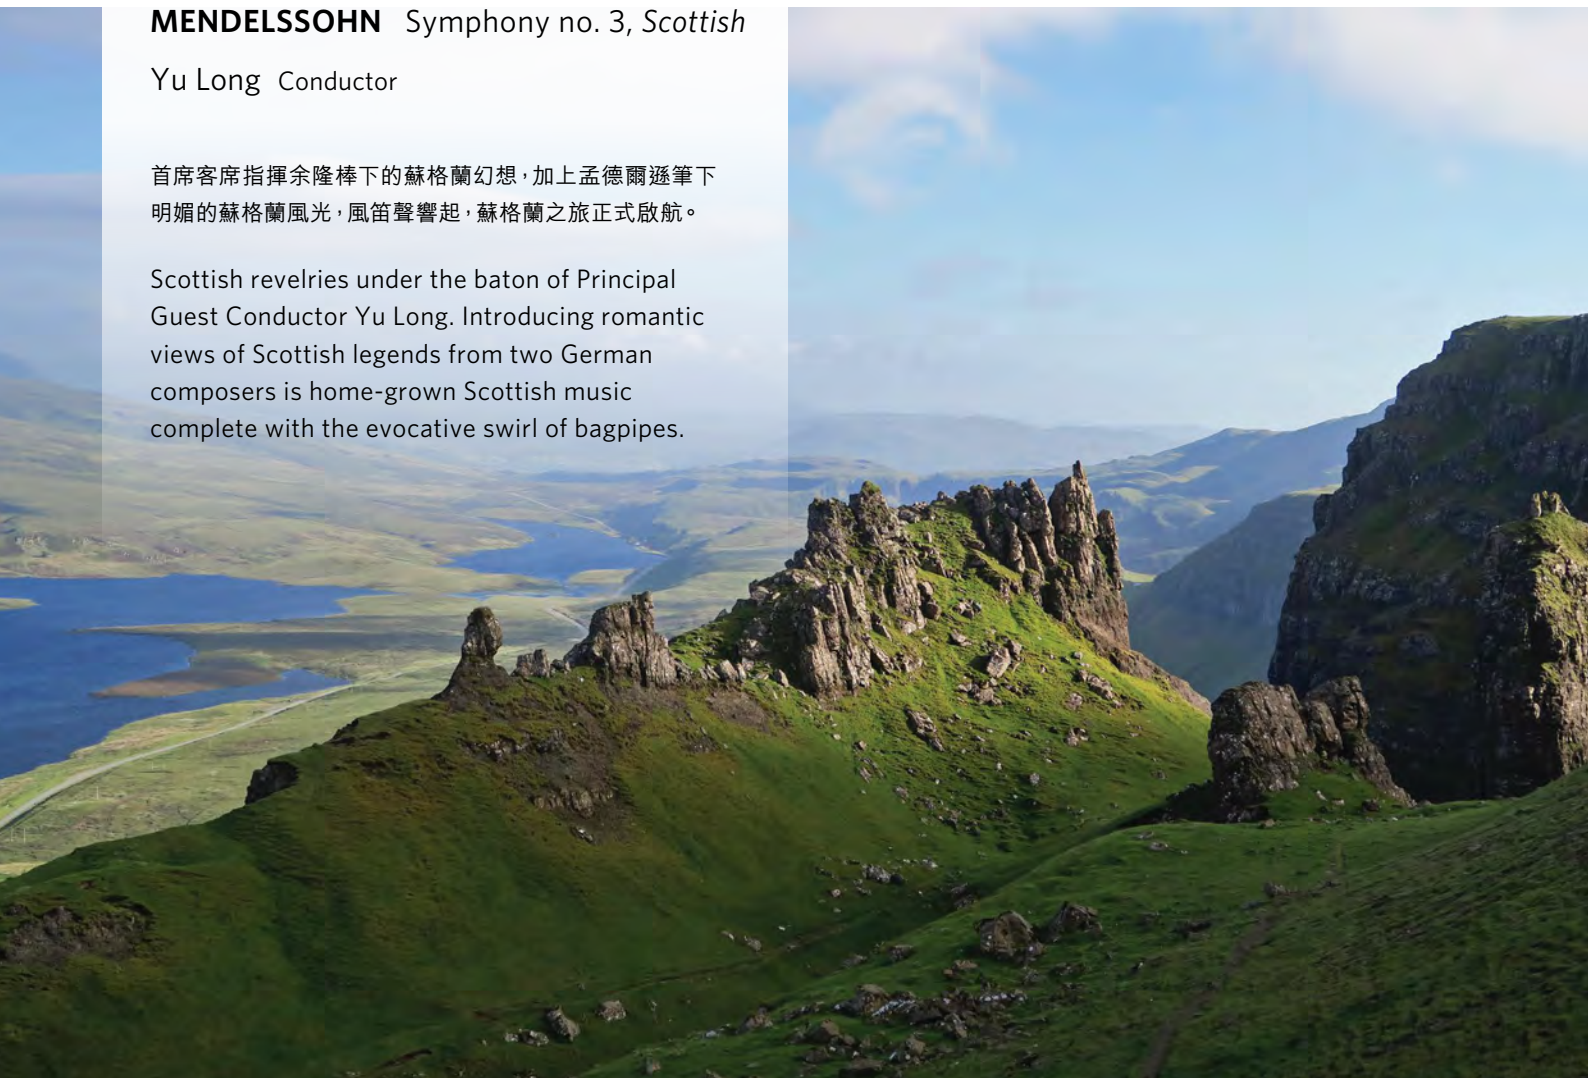 MENDELSSOHN Symphony no. 3, Scottish
Yu Long Conductor
首席客席指揮余隆棒下的蘇格蘭幻想，加上孟德爾遜筆下
明媚的蘇格蘭風光，風笛聲響起，蘇格蘭之旅正式啟航。
Scottish revelries under the baton of Principal
Guest Conductor Yu Long. Introducing romantic
views of Scottish legends from two German
composers is home-grown Scottish music
complete with the evocative swirl of bagpipes.